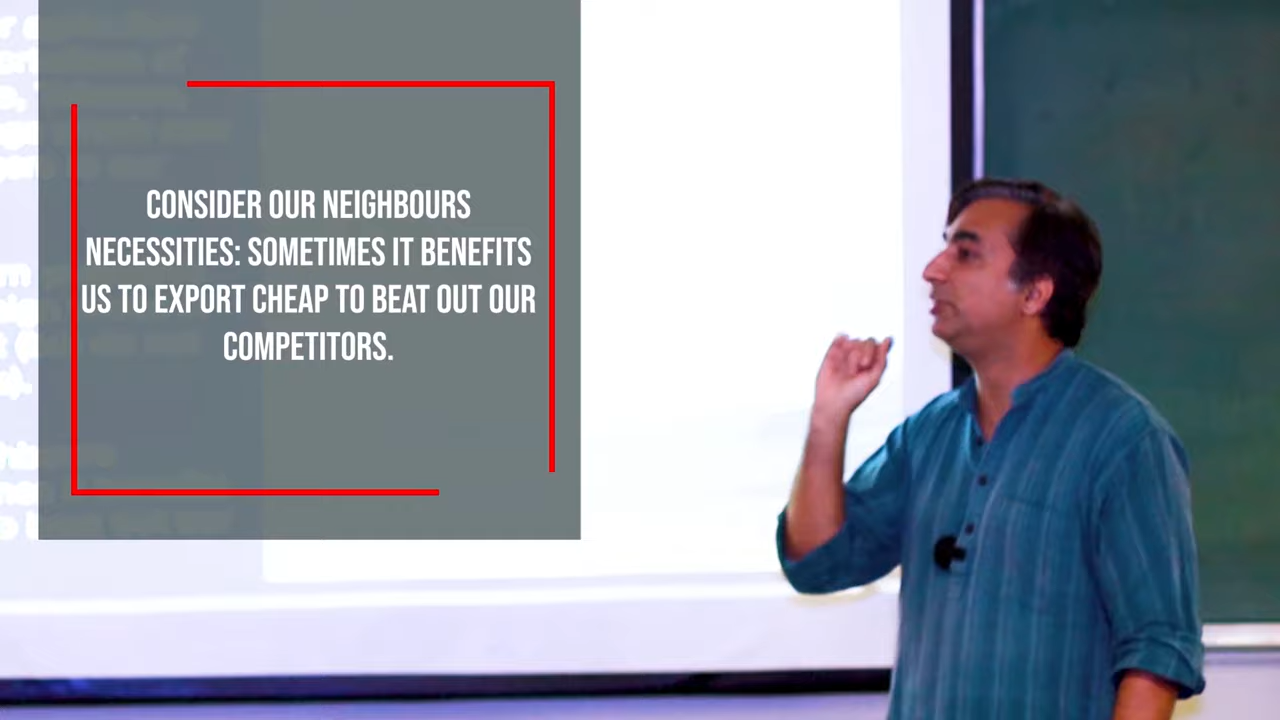 CONSIDER OUR NEIGHBOURS
NECESSITIES: SOMETIMES IT BENEFITS
US TO EXPORT CHEAP TO BEAT OUT OUR
COMPETITORS.